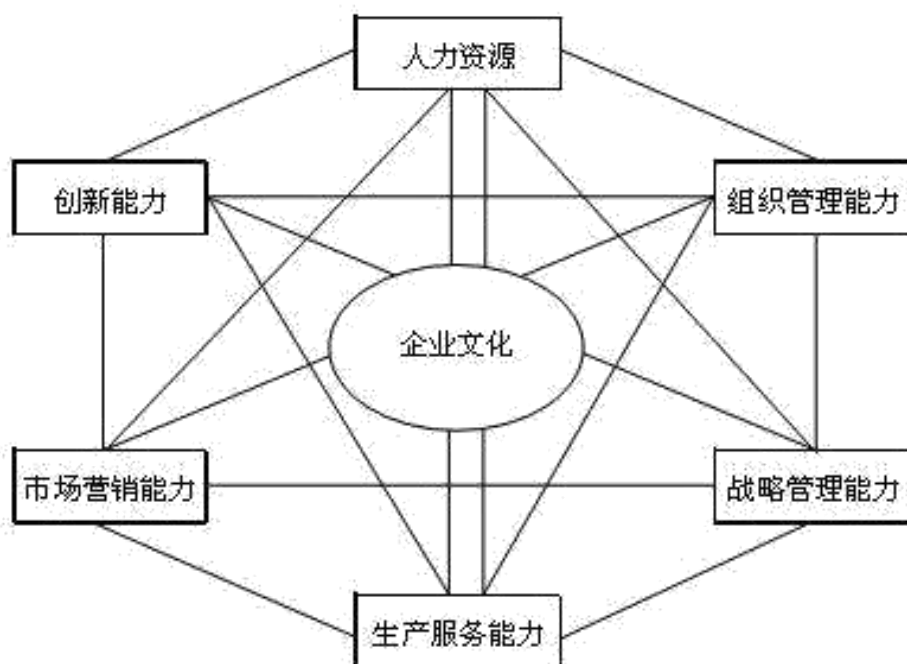 人力资源
创新能力
组织管理能力
企业文化
市场营销能力
战略管理能力
生产服务能力